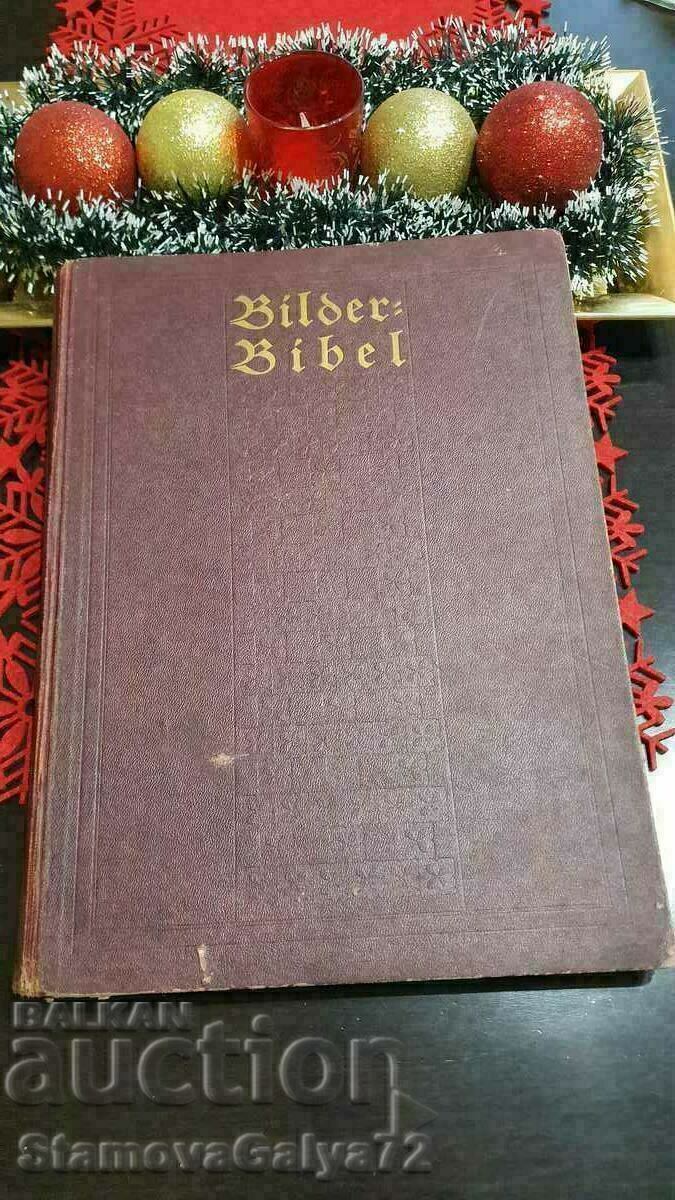 Bilder=
Bibel
BALKAN
auction
StamovaGalya72